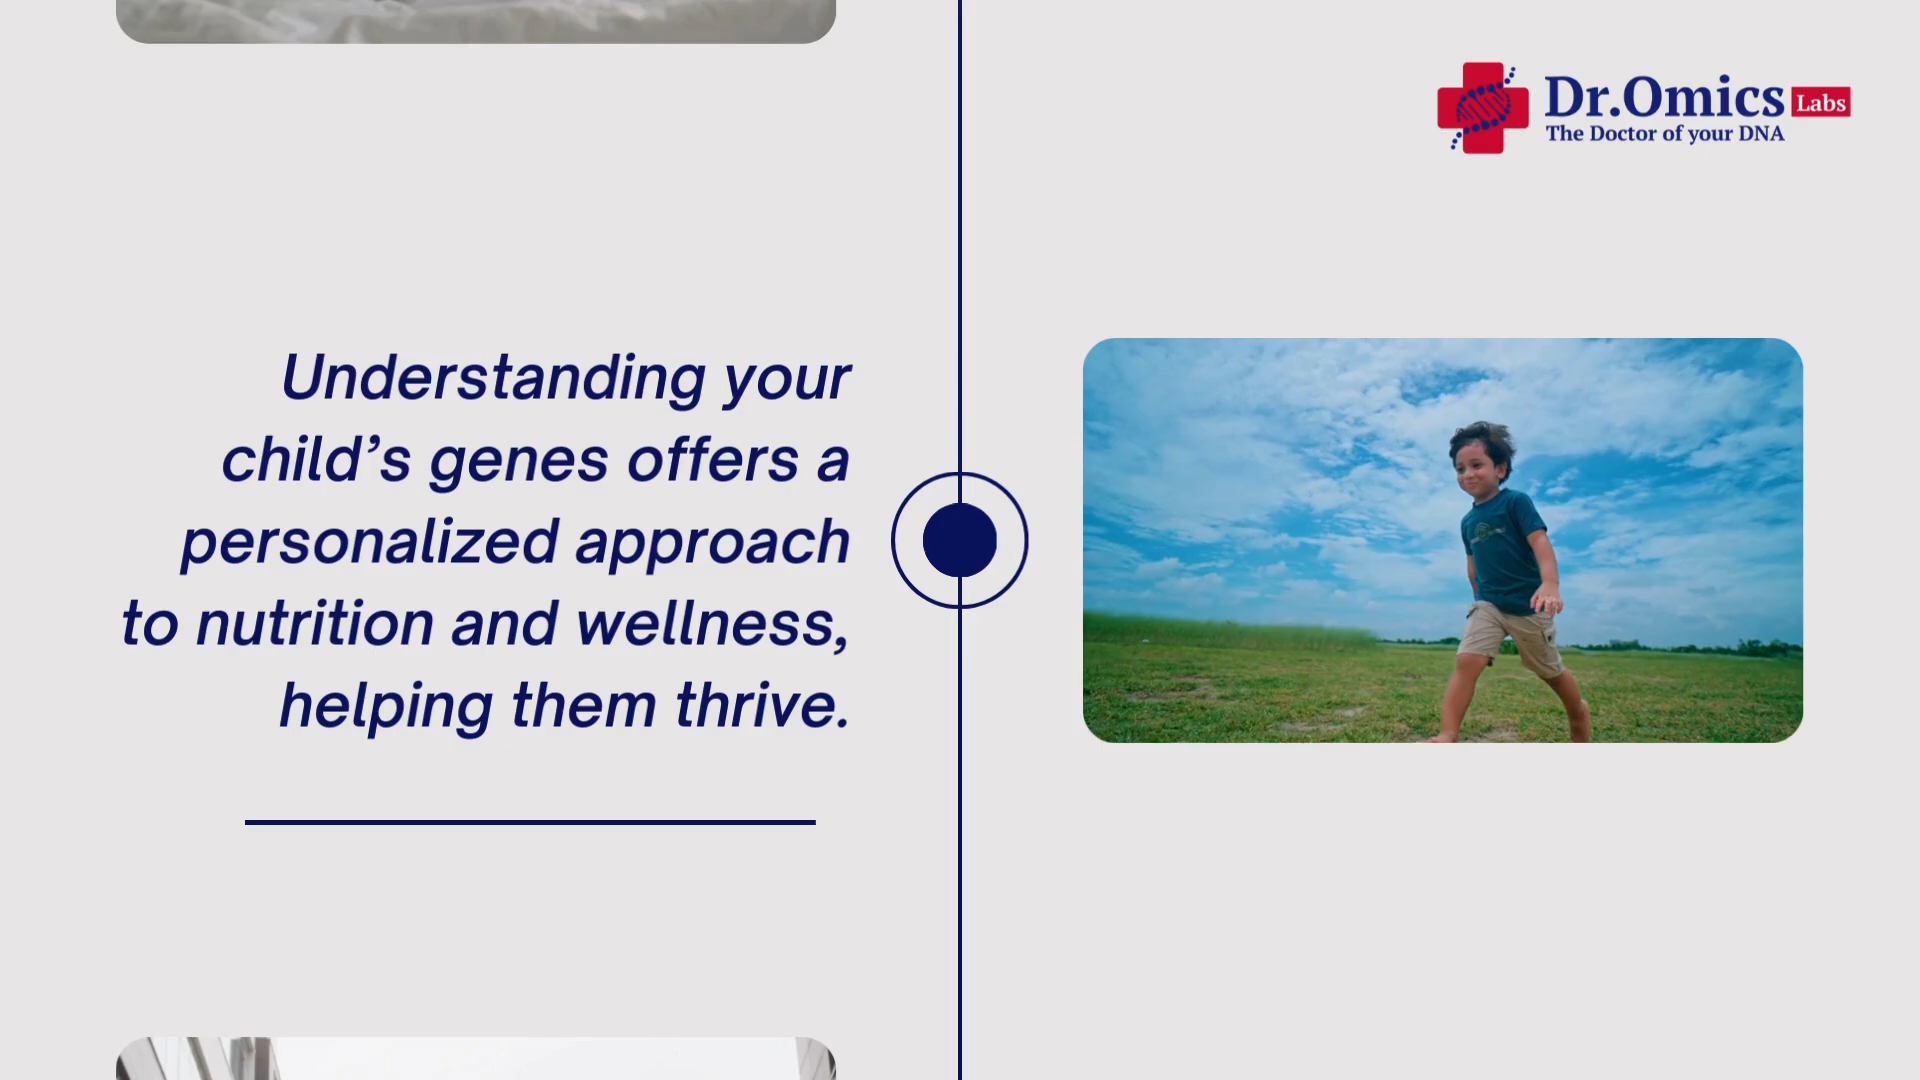 Dr.Omics Labs
The Doctor of your DNA
Understanding your
child’s genes offers a
personalized approach
to nutrition and wellness,
helping them thrive.